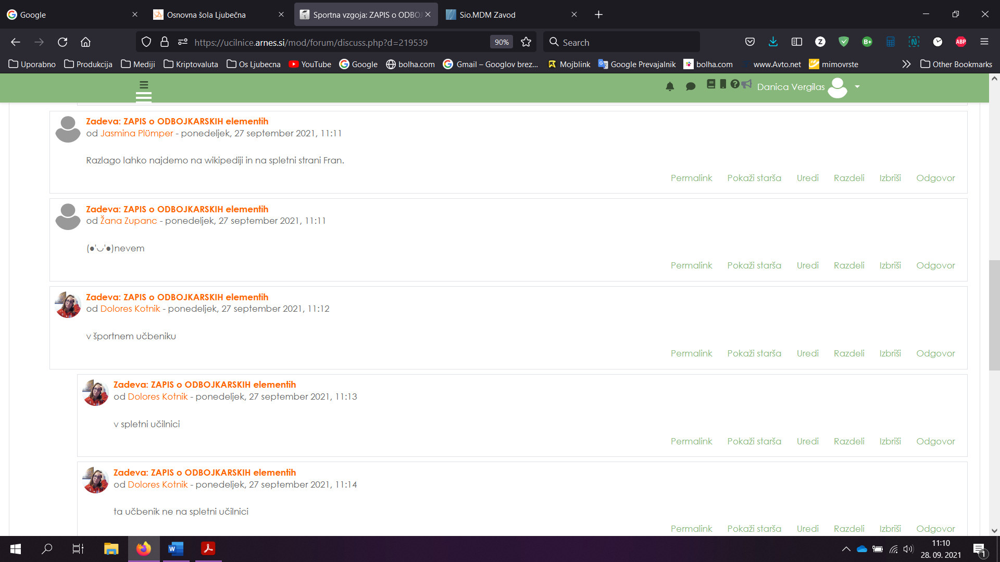 Google
Osnovna šola Ljubečna
Sportna vzgoja: ZAPIS o ODBOJ
Sio.MDM Zavod
https://ucilnice.arnes.si/mod/forum/discuss.php?d=219539
90%
Search
Uporabno
Produkcija
Mediji
Kriptovaluta
Os Ljubecna
YouTube
Google
bolha.com
Gmail – Googlov brez...
Mojblink
Google Prevajalnik
bolha.com
www.Avto.net
mimovrste
Other Bookmarks
Danica Vergilas
Zadeva: ZAPIS o ODBOJKARSKIH elementih
od Jasmina Plümper - ponedeljek, 27 september 2021, 11:11
Razlago lahko najdemo na wikipediji in na spletni strani Fran.
Permalink Pokaži starša Uredi Razdeli Izbriši Odgovor
Zadeva: ZAPIS o ODBOJKARSKIH elementih
od Žana Zupanc - ponedeljek, 27 september 2021, 11:11
(●'◡'●)nevem
Permalink Pokaži starša Uredi Razdeli Izbriši Odgovor
Zadeva: ZAPIS o ODBOJKARSKIH elementih
od Dolores Kotnik - ponedeljek, 27 september 2021, 11:12
v športnem učbeniku
Permalink Pokaži starša Uredi Razdeli Izbriši Odgovor
Zadeva: ZAPIS o ODBOJKARSKIH elementih
od Dolores Kotnik - ponedeljek, 27 september 2021, 11:13
v spletni učilnici
Permalink Pokaži starša Uredi Razdeli Izbriši Odgovor
Zadeva: ZAPIS o ODBOJKARSKIH elementih
od Dolores Kotnik - ponedeljek, 27 september 2021, 11:14
ta učbenik ne na spletni učilnici
Permalink Pokaži starša Uredi Razdeli Izbriši Odgovor
11:10
28. 09. 2021
1